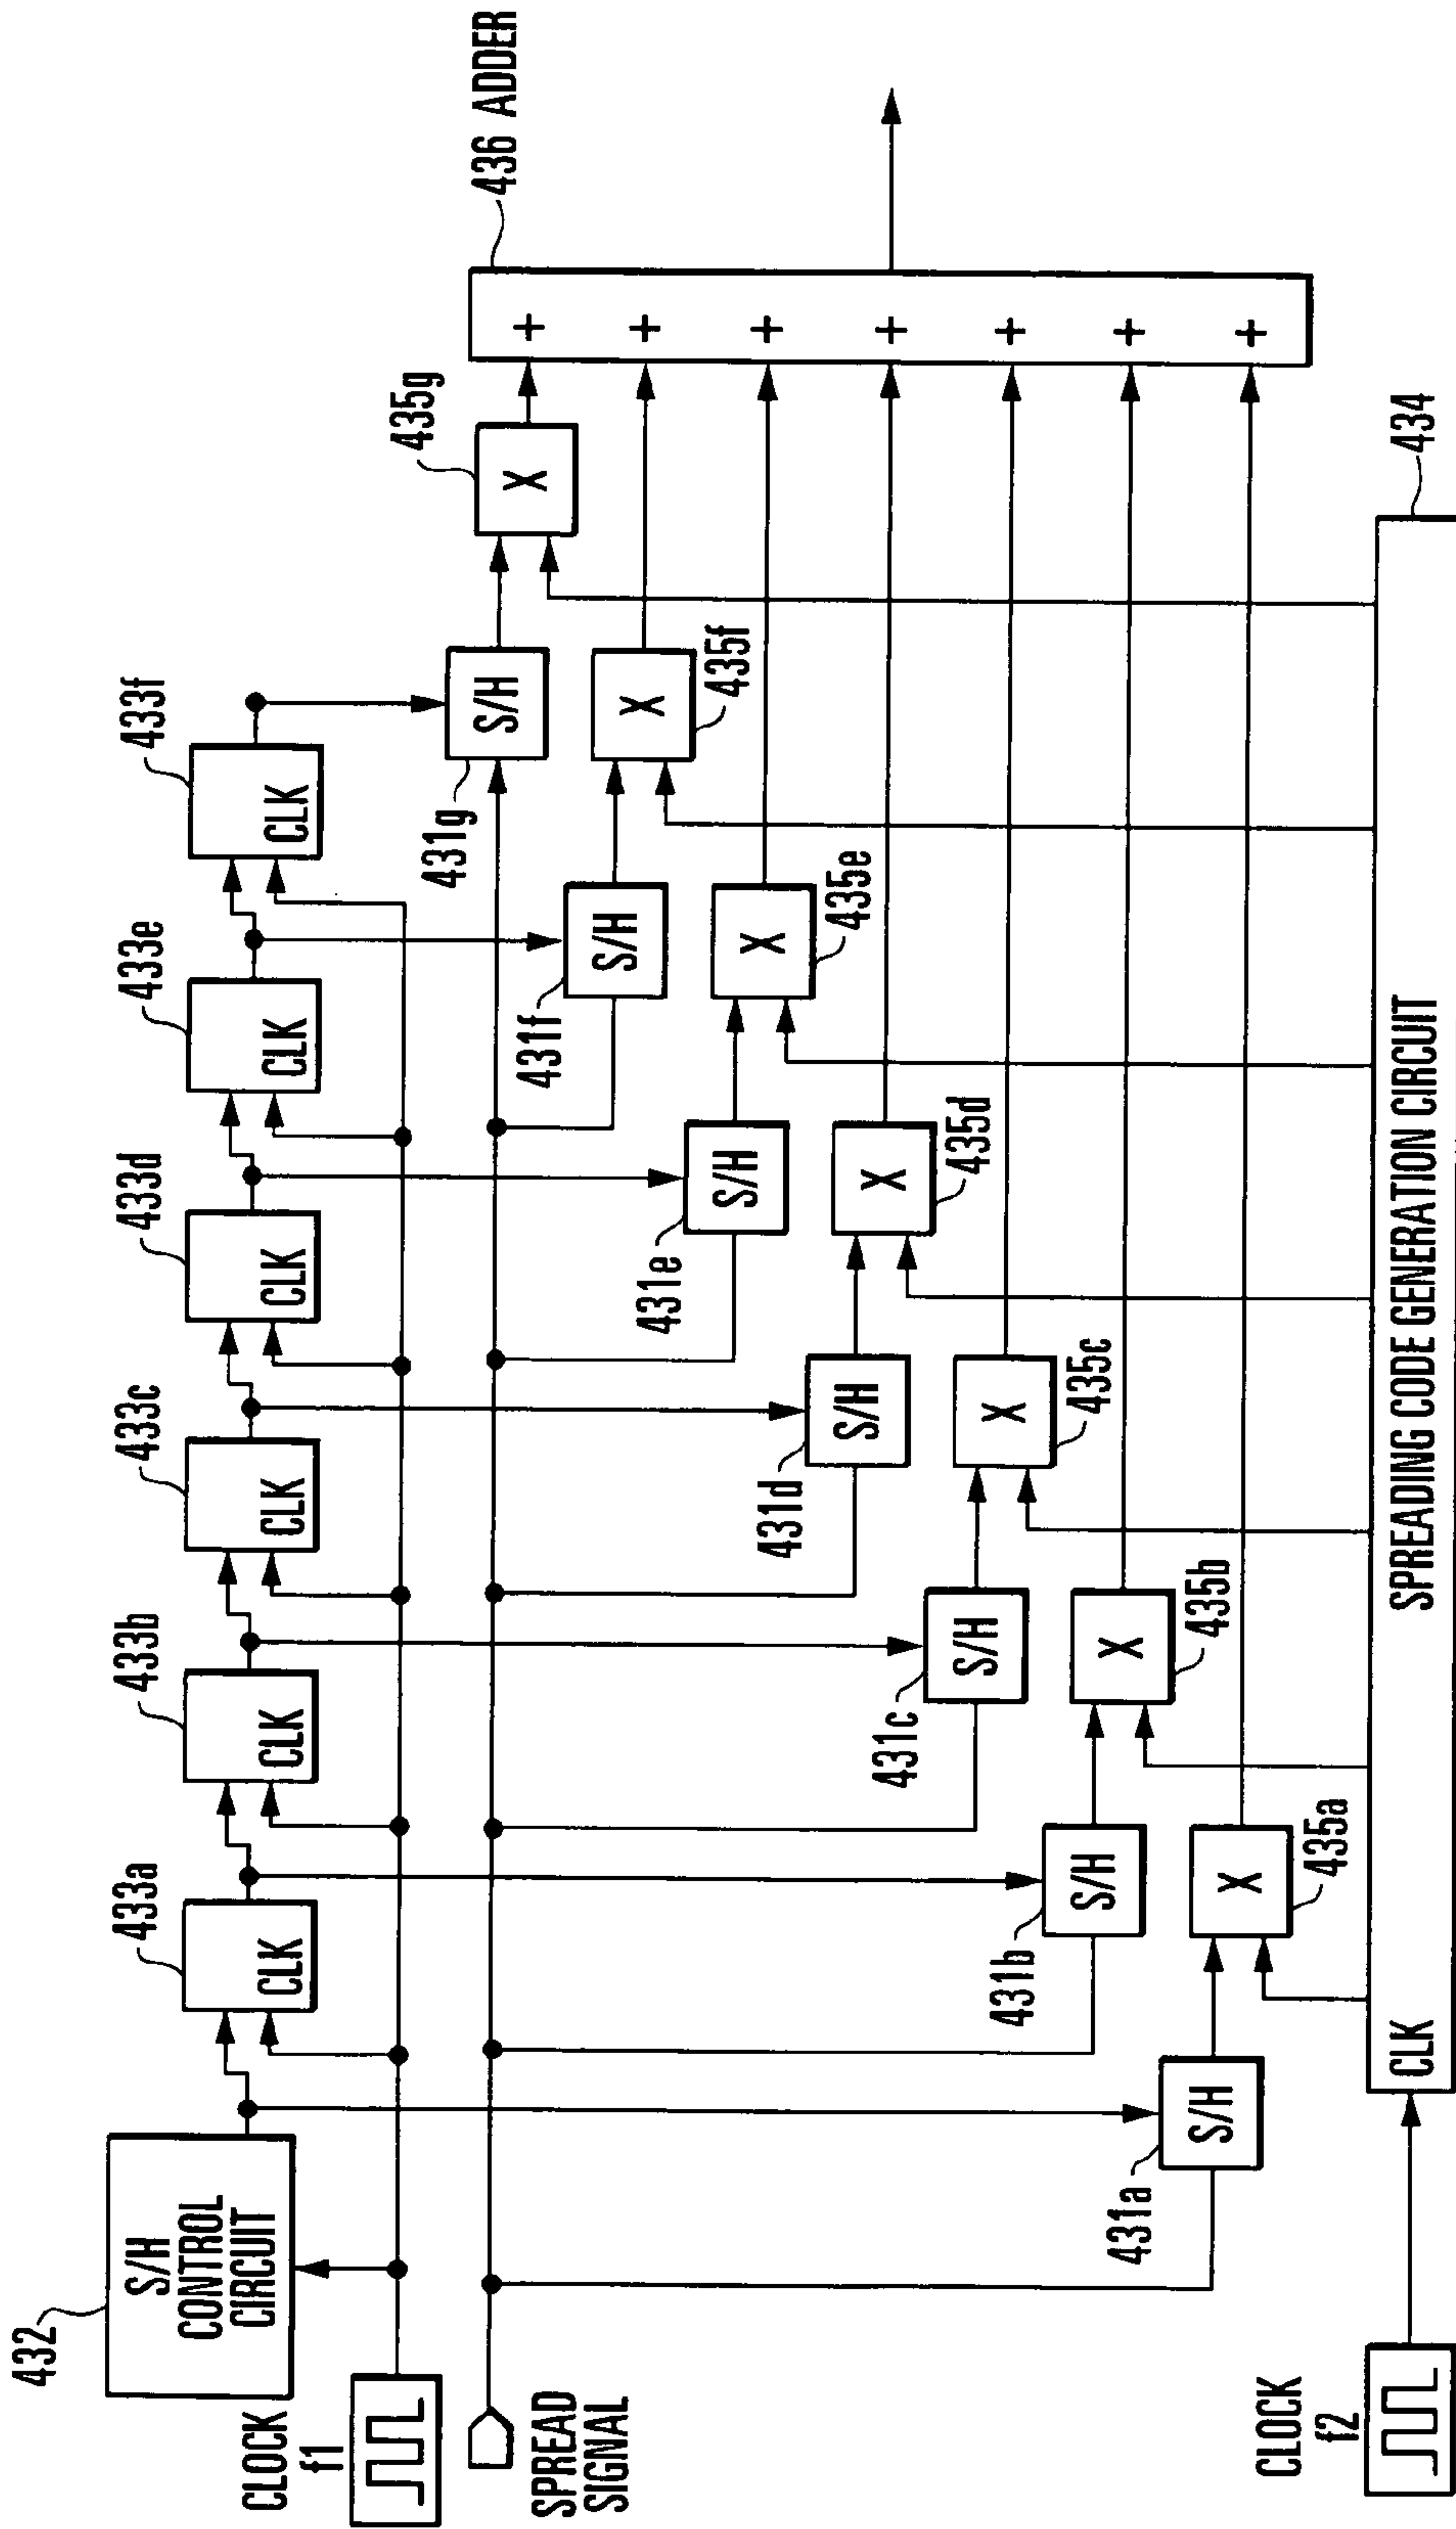 432
S/H
CONTROL
CIRCUIT
433a
CLK
433b
CLK
433c
CLK
433d
CLK
433e
CLK
433f
CLK
CLOCK
f1
SPREAD
SIGNAL
431a
S/H
431b
S/H
431c
S/H
431d
S/H
431e
S/H
431f
S/H
431g
S/H
X
435a
X
435b
X
435c
X
435d
X
435e
X
435f
X
435g
436 ADDER
+
+
+
+
+
+
+
CLOCK
f2
CLK
SPREADING CODE GENERATION CIRCUIT
434